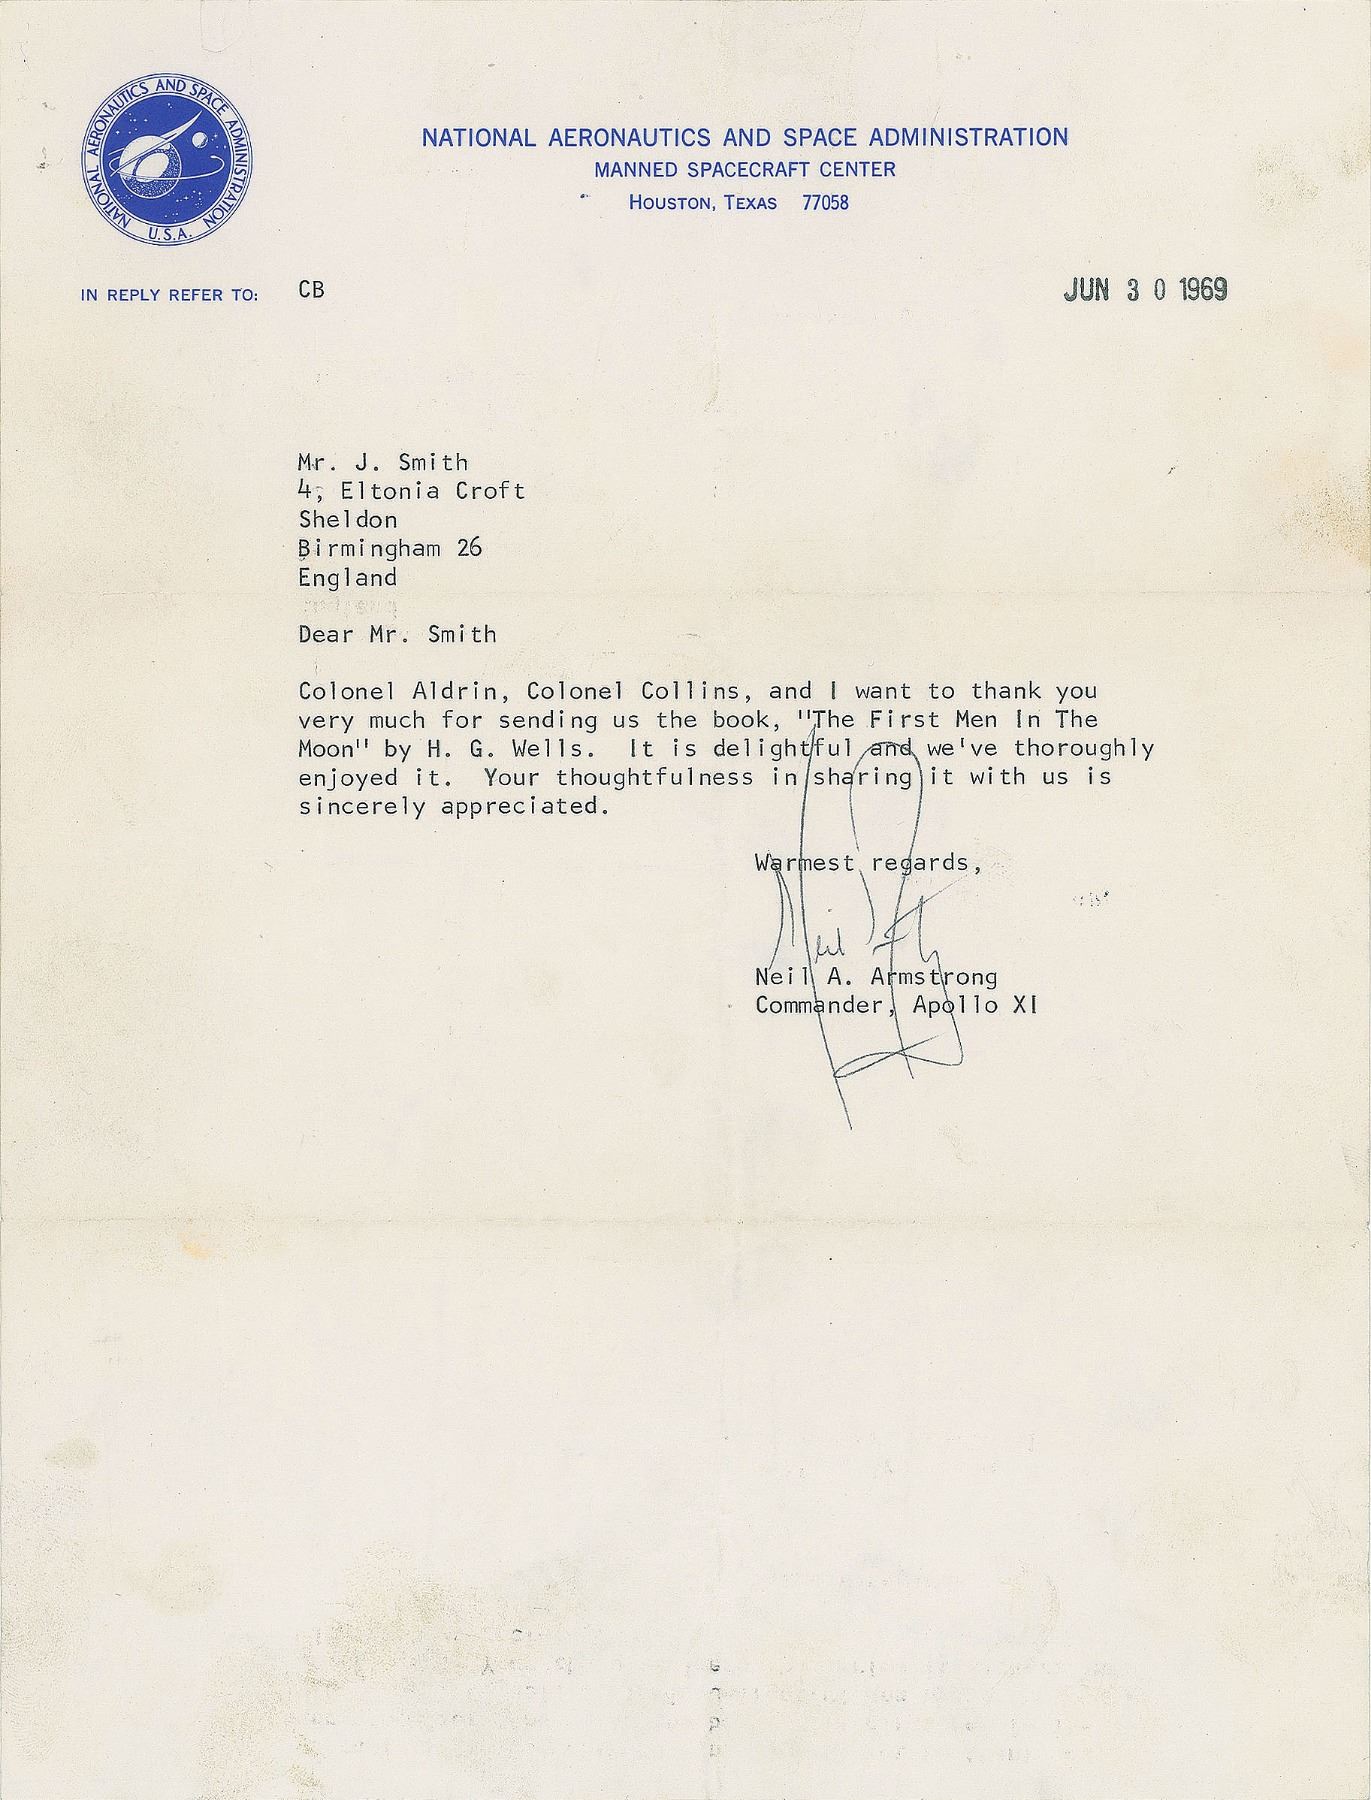 NATIONAL AERONAUTICS AND SPACE ADMINISTRATION
U.S.A.
NATIONAL AERONAUTICS AND SPACE ADMINISTRATION
MANNED SPACECRAFT CENTER
HOUSTON, TEXAS 77058
IN REPLY REFER TO: CB
JUN 30 1969
Mr. J. Smith
4, Eltonia Croft
Sheldon
Birmingham 26
England
Dear Mr. Smith
Colonel Aldrin, Colonel Collins, and I want to thank you
very much for sending us the book, "The First Men In The
Moon" by H. G. Wells. It is delightful and we've thoroughly
enjoyed it. Your thoughtfulness in sharing it with us is
sincerely appreciated.
Warmest regards,
Neil
Neil A. Armstrong
Commander, Apollo XI